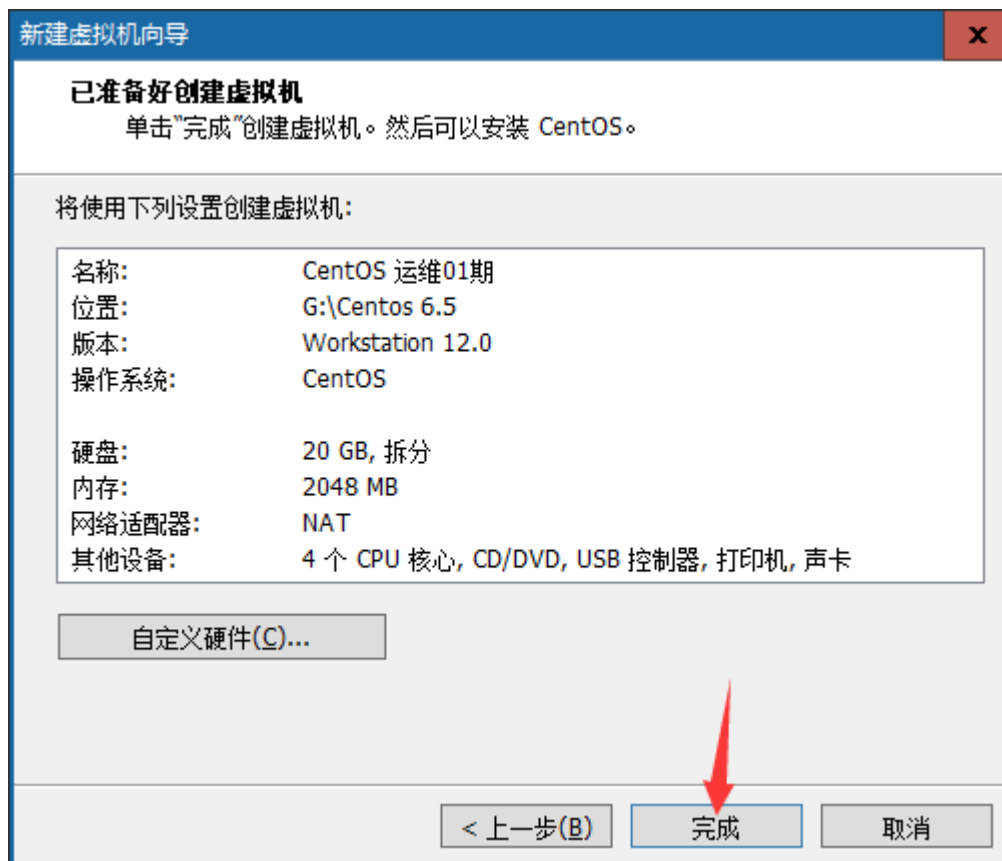 新建虚拟机向导
已准备好创建虚拟机
单击"完成"创建虚拟机。然后可以安装 CentOS。
将使用下列设置创建虚拟机:
名称: CentOS 运维01期
位置: G:\Centos 6.5
版本: Workstation 12.0
操作系统: CentOS
硬盘: 20 GB, 拆分
内存: 2048 MB
网络适配器: NAT
其他设备: 4 个 CPU 核心, CD/DVD, USB 控制器, 打印机, 声卡
自定义硬件(C)...
< 上一步(B) 完成 取消